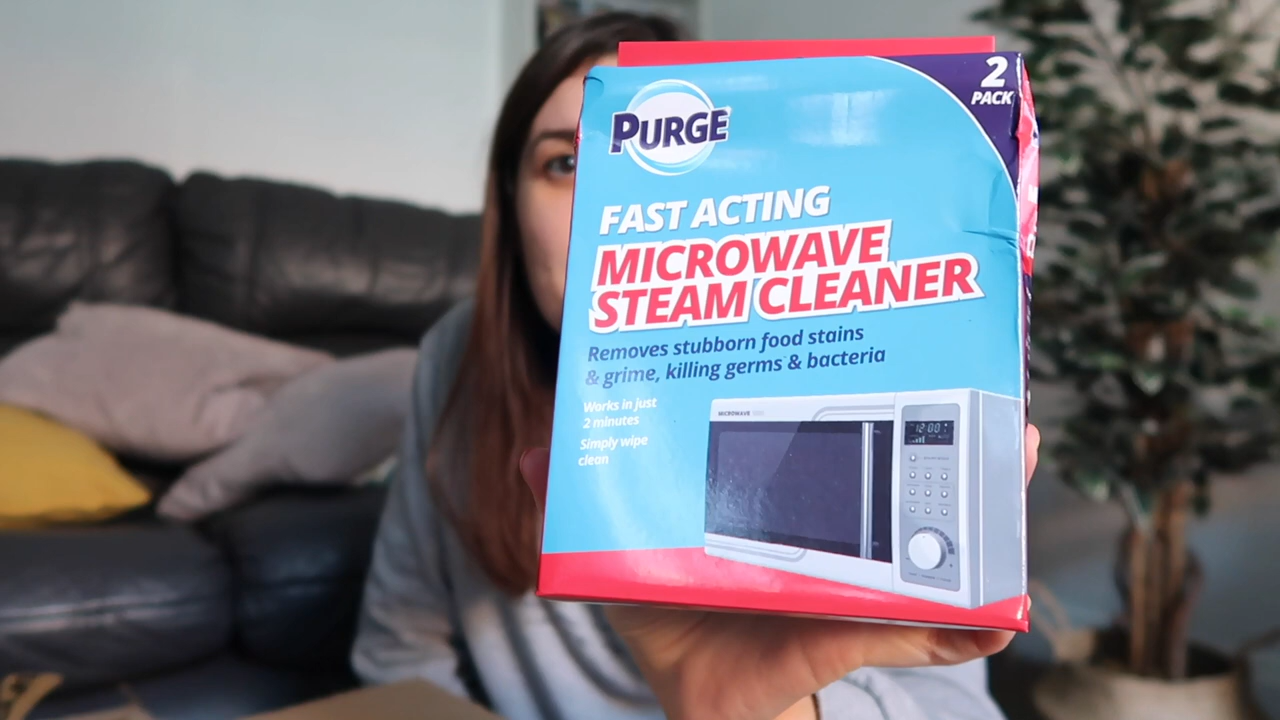 2
PACK
PURGE
FAST ACTING
MICROWAVE
STEAM CLEANER
Removes stubborn food stains
& grime, killing germs & bacteria
Works in just
2 minutes
Simply wipe
clean
MICROWAVE
12:00